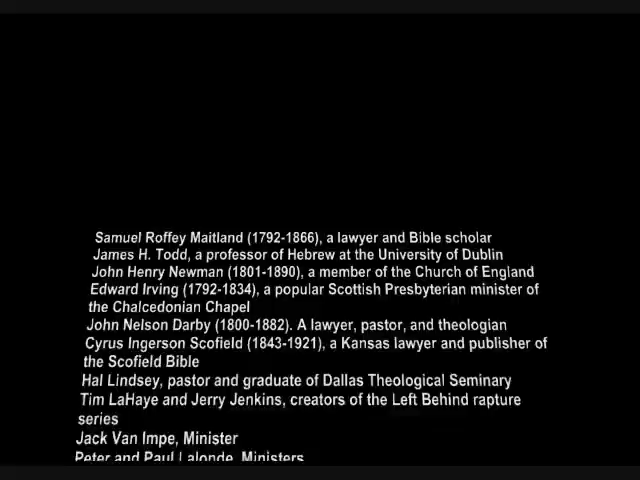 Samuel Roffey Maitland (1792-1866), a lawyer and Bible scholar
James H. Todd, a professor of Hebrew at the University of Dublin
John Henry Newman (1801-1890), a member of the Church of England
Edward Irving (1792-1834), a popular Scottish Presbyterian minister of
the Chalcedonian Chapel
John Nelson Darby (1800-1882). A lawyer, pastor, and theologian
Cyrus Ingerson Scofield (1843-1921), a Kansas lawyer and publisher of
the Scofield Bible
Hal Lindsey, pastor and graduate of Dallas Theological Seminary
Tim LaHaye and Jerry Jenkins, creators of the Left Behind rapture
series
Jack Van Impe, Minister
Peter and Paul Lalonde, Ministers